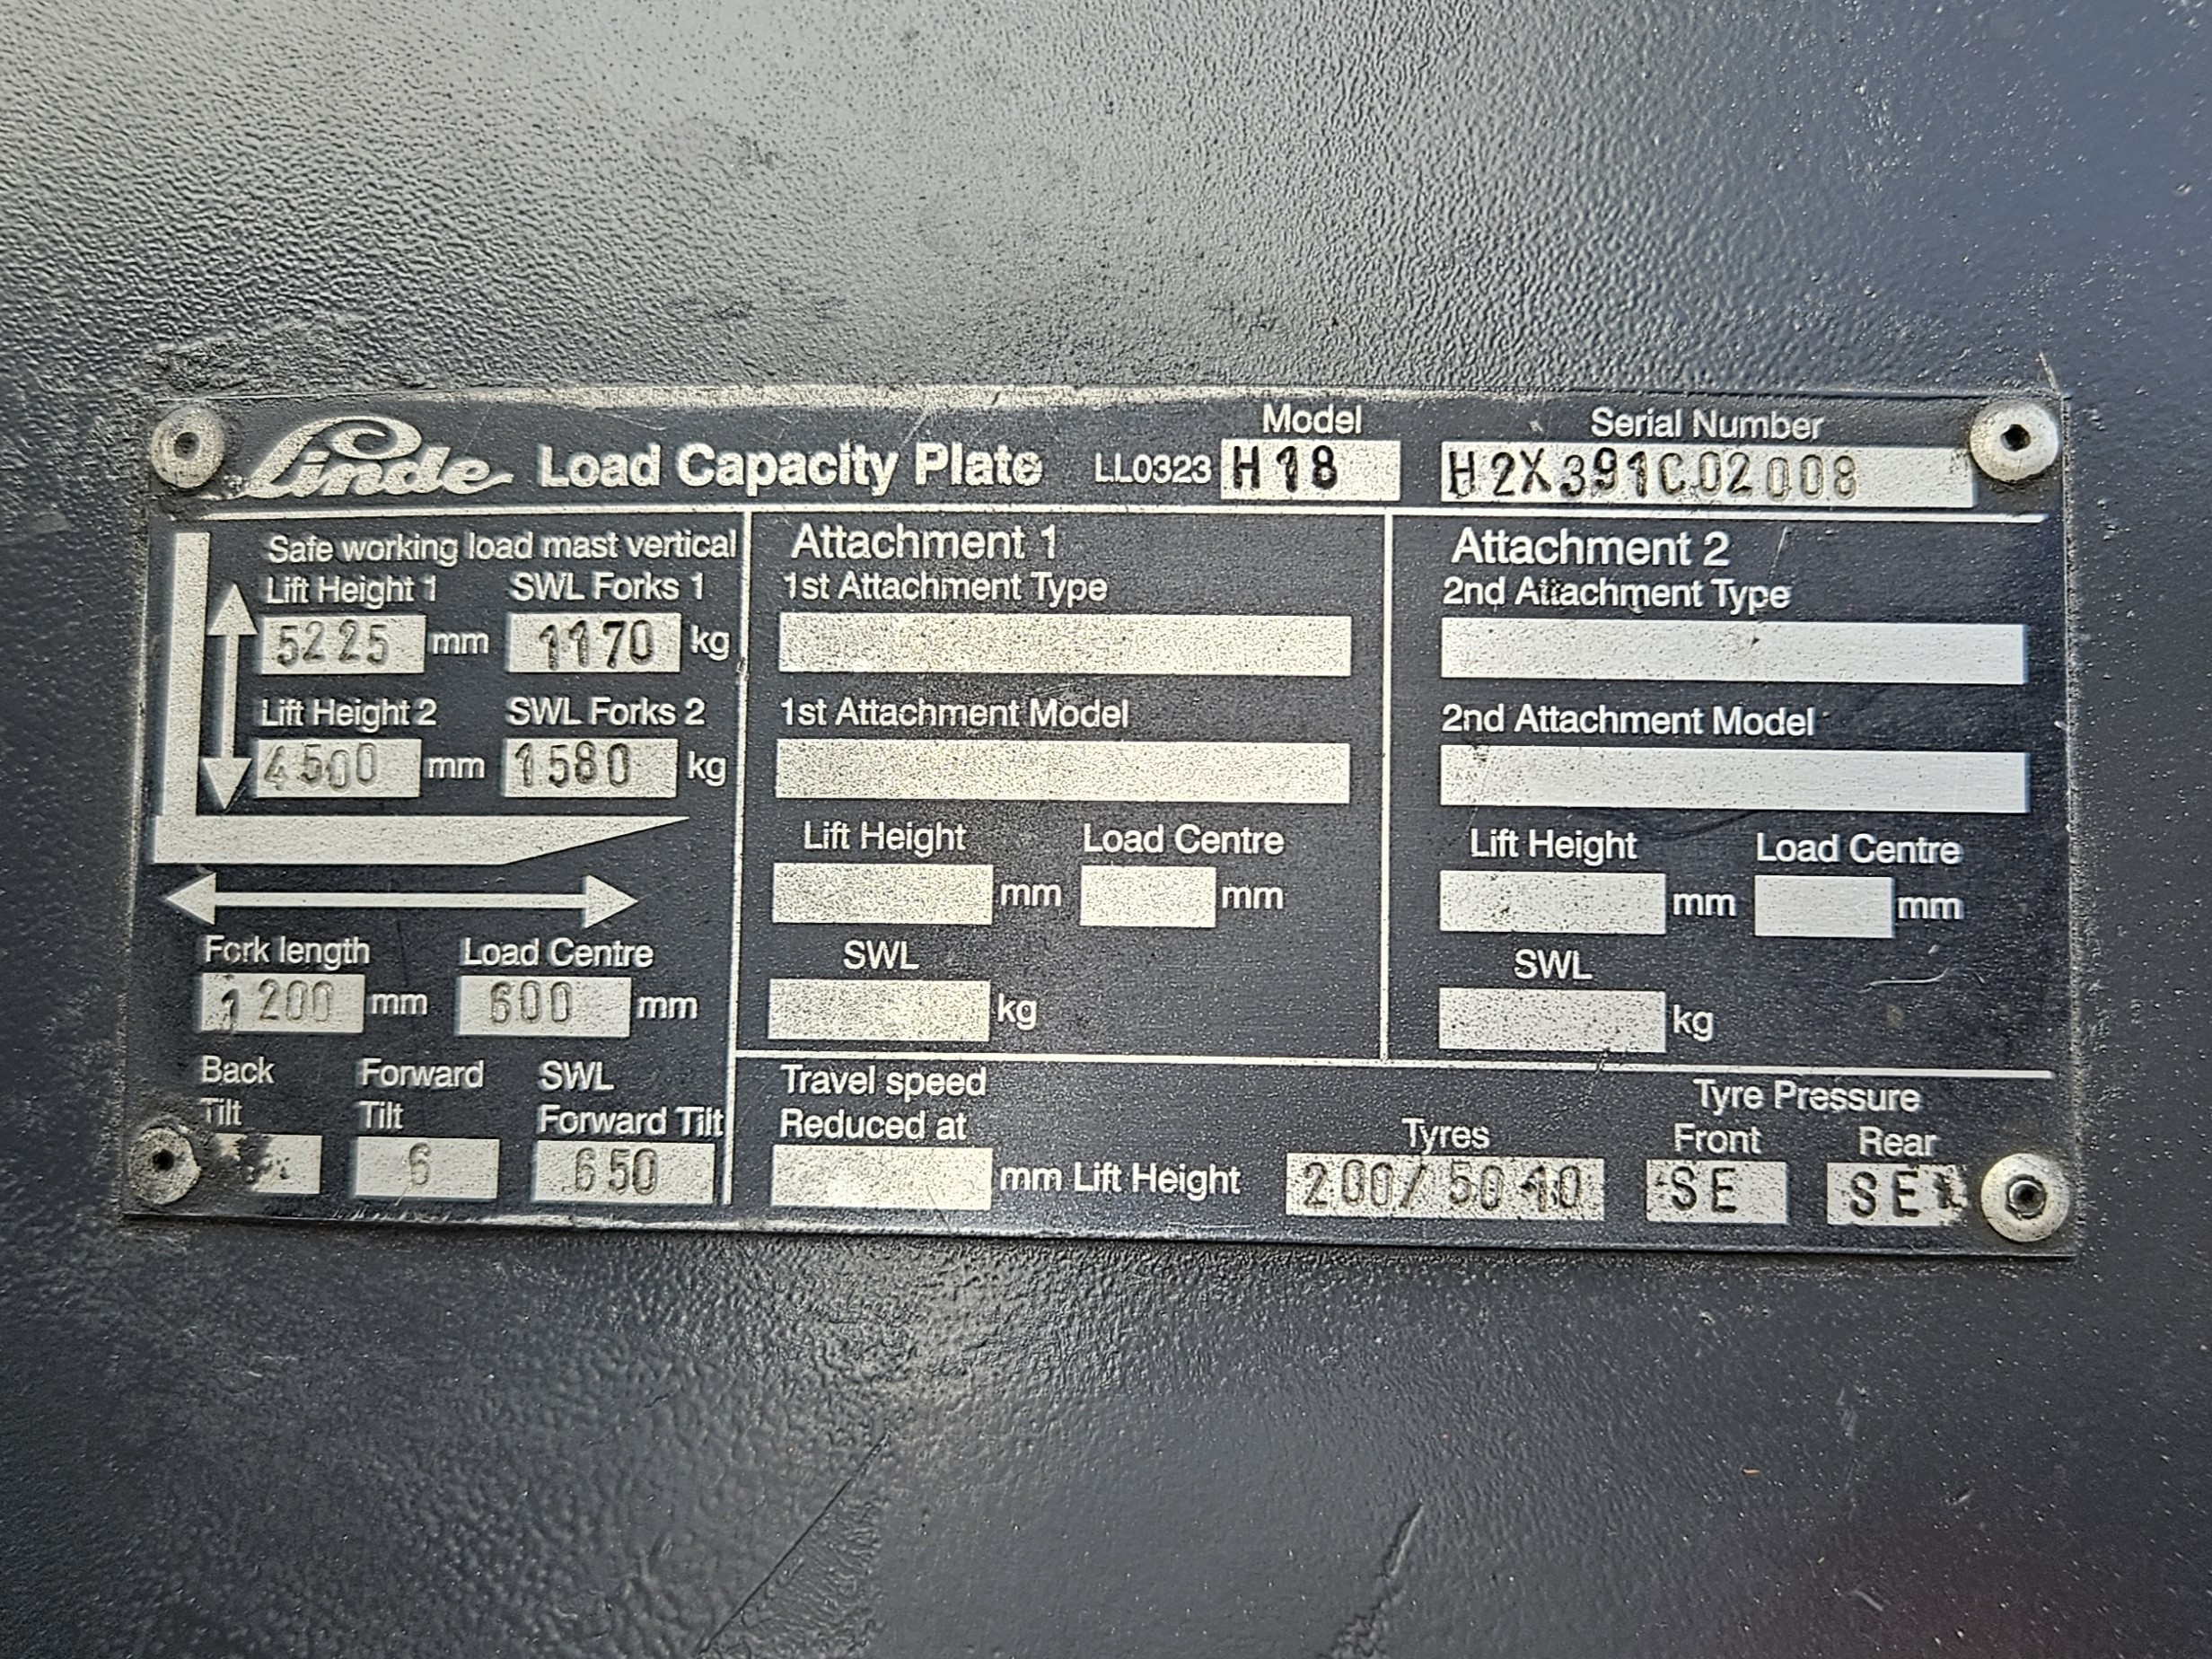 Linde Load Capacity Plate LL0323 Model H18 Serial Number H2X391C02008
Safe working load mast vertical
Lift Height 1 SWL Forks 1
5225 mm 1170 kg
Lift Height 2 SWL Forks 2
4500 mm 1580 kg
Fork length Load Centre
1200 mm 600 mm
Back Tilt Forward Tilt SWL Forward Tilt
6 650
Attachment 1
1st Attachment Type
1st Attachment Model
Lift Height Load Centre
mm mm
SWL
kg
Attachment 2
2nd Attachment Type
2nd Attachment Model
Lift Height Load Centre
mm mm
SWL
kg
Travel speed
Reduced at
mm Lift Height
Tyres
200/5010
Tyre Pressure
Front Rear
SE SE